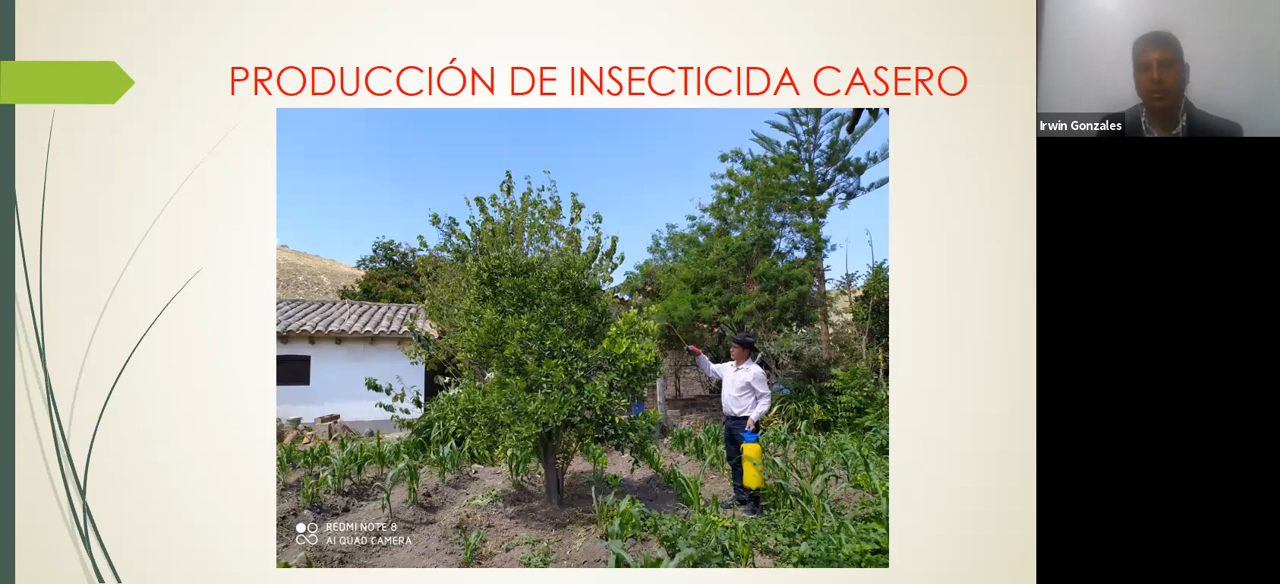 PRODUCCIÓN DE INSECTICIDA CASERO
Irwin Gonzales
REDMI NOTE 8
AI QUAD CAMERA